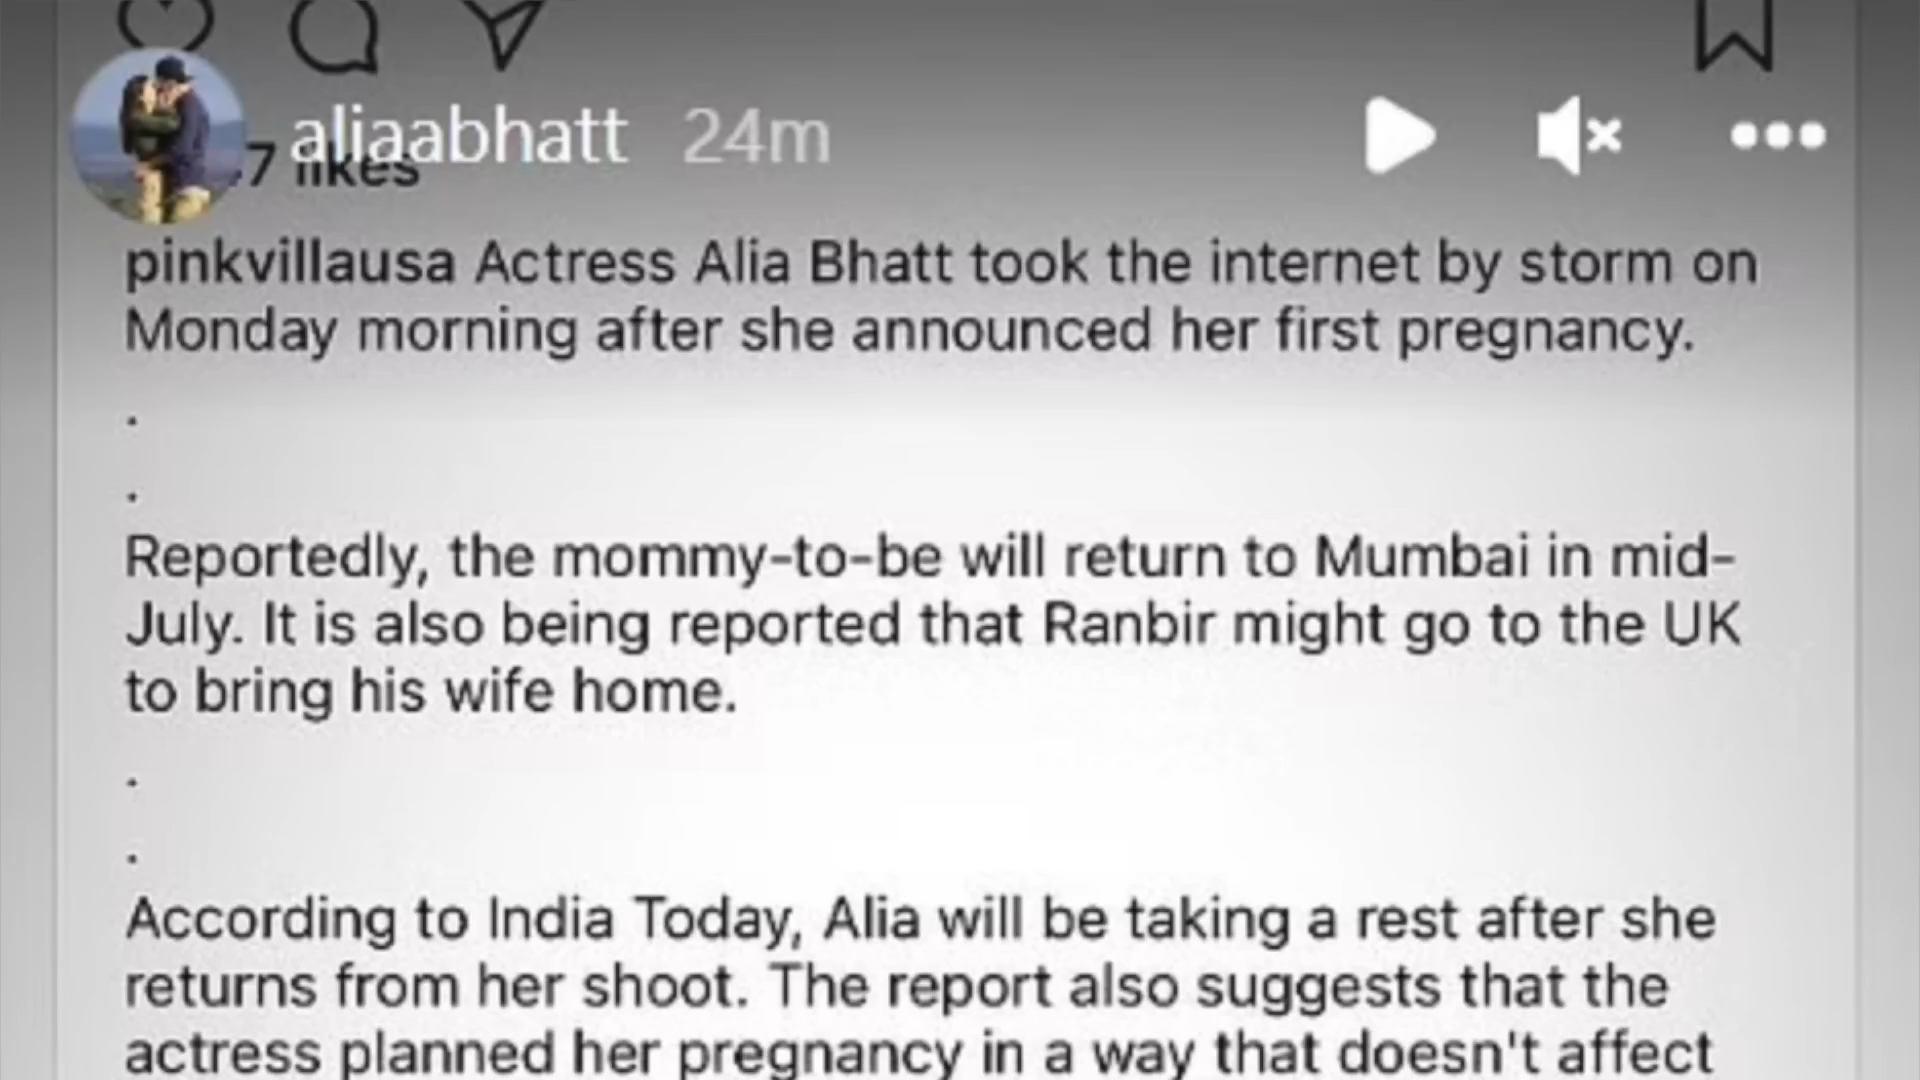 aliaabhatt 24m
7 likes
pinkvillausa Actress Alia Bhatt took the internet by storm on
Monday morning after she announced her first pregnancy.
.
.
Reportedly, the mommy-to-be will return to Mumbai in mid-
July. It is also being reported that Ranbir might go to the UK
to bring his wife home.
.
.
According to India Today, Alia will be taking a rest after she
returns from her shoot. The report also suggests that the
actress planned her pregnancy in a way that doesn't affect